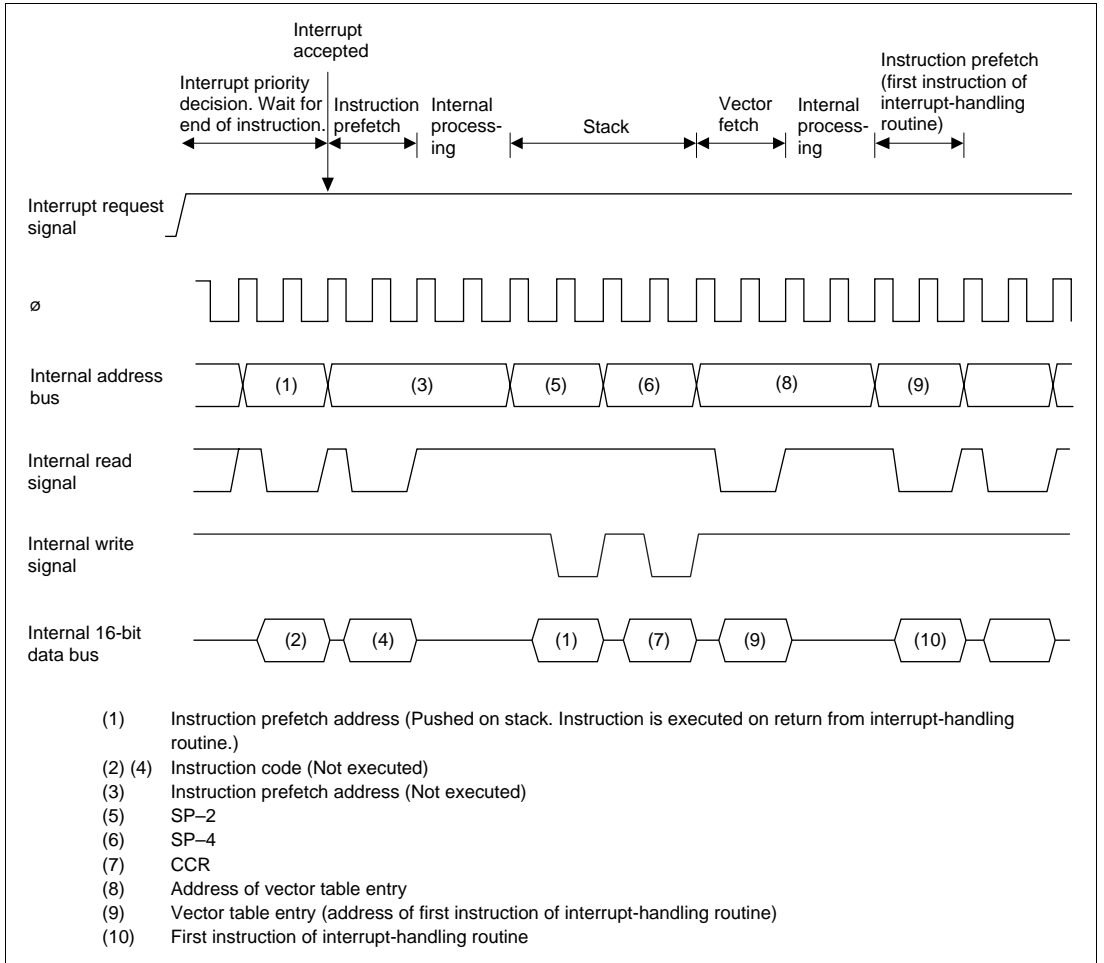 Interrupt
accepted
Interrupt priority
decision. Wait for
end of instruction.
Instruction
prefetch
Internal
process-
ing
Stack
Vector
fetch
Internal
process-
ing
Instruction prefetch
(first instruction of
interrupt-handling
routine)
Interrupt request
signal
ø
Internal address
bus
(1) (3) (5) (6) (8) (9)
Internal read
signal
Internal write
signal
Internal 16-bit
data bus
(2) (4) (1) (7) (9) (10)
(1) Instruction prefetch address (Pushed on stack. Instruction is executed on return from interrupt-handling
routine.)
(2) (4) Instruction code (Not executed)
(3) Instruction prefetch address (Not executed)
(5) SP–2
(6) SP–4
(7) CCR
(8) Address of vector table entry
(9) Vector table entry (address of first instruction of interrupt-handling routine)
(10) First instruction of interrupt-handling routine